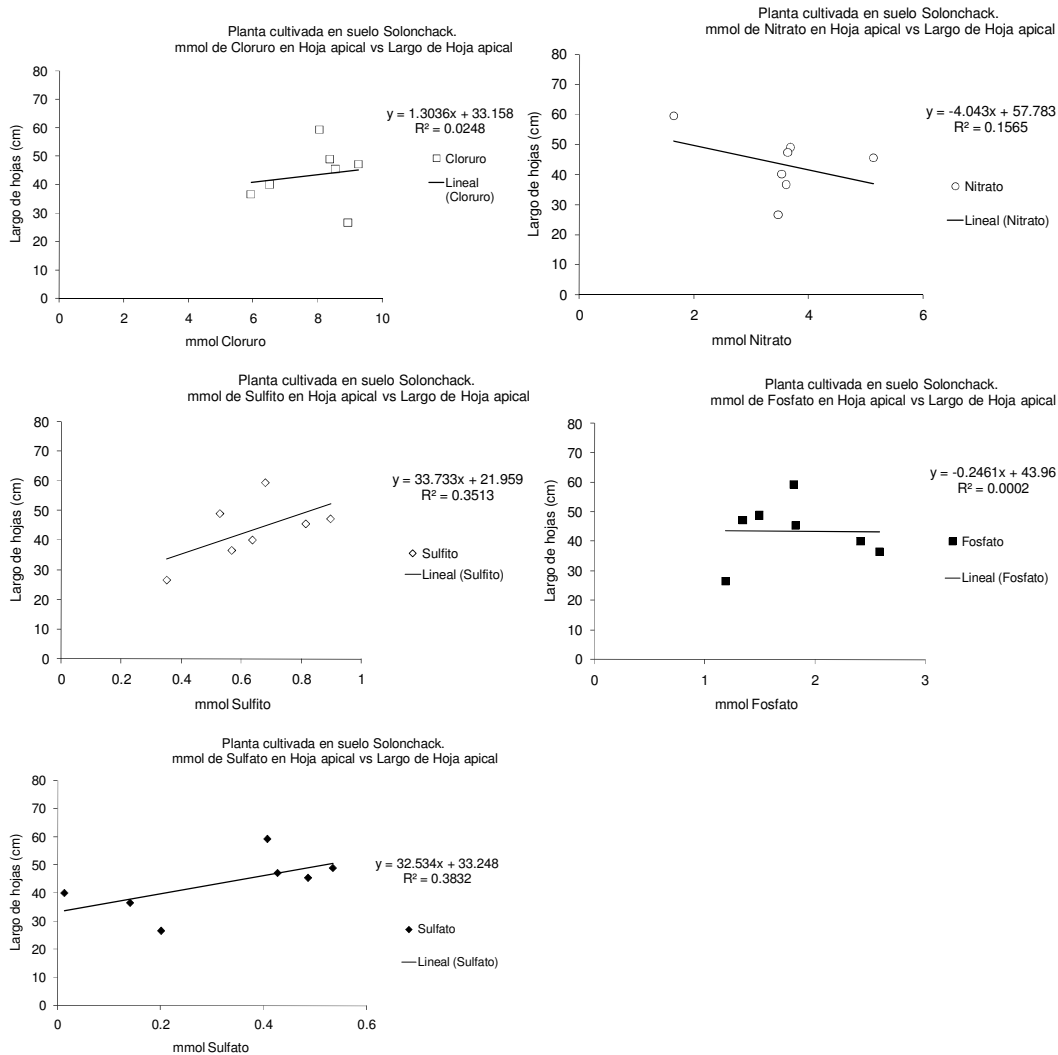 Planta cultivada en suelo Solonchack.
mmol de Cloruro en Hoja apical vs Largo de Hoja apical
80
70
60
50
40
30
20
10
0
Largo de hojas (cm)
y = 1.3036x + 33.158
R² = 0.0248
Cloruro
Lineal
(Cloruro)
0 2 4 6 8 10
mmol Cloruro
Planta cultivada en suelo Solonchack.
mmol de Nitrato en Hoja apical vs Largo de Hoja apical
80
70
60
50
40
30
20
10
0
Largo de hojas (cm)
y = -4.043x + 57.783
R² = 0.1565
Nitrato
Lineal (Nitrato)
0 2 4 6
mmol Nitrato
Planta cultivada en suelo Solonchack.
mmol de Sulfito en Hoja apical vs Largo de Hoja apical
80
70
60
50
40
30
20
10
0
Largo de hojas (cm)
y = 33.733x + 21.959
R² = 0.3513
Sulfito
Lineal (Sulfito)
0 0.2 0.4 0.6 0.8 1
mmol Sulfito
Planta cultivada en suelo Solonchack.
mmol de Fosfato en Hoja apical vs Largo de Hoja apical
80
70
60
50
40
30
20
10
0
Largo de hojas (cm)
y = -0.2461x + 43.96
R² = 0.0002
Fosfato
Lineal (Fosfato)
0 1 2 3
mmol Fosfato
Planta cultivada en suelo Solonchack.
mmol de Sulfato en Hoja apical vs Largo de Hoja apical
80
70
60
50
40
30
20
10
0
Largo de hojas (cm)
y = 32.534x + 33.248
R² = 0.3832
Sulfato
Lineal (Sulfato)
0 0.2 0.4 0.6
mmol Sulfato